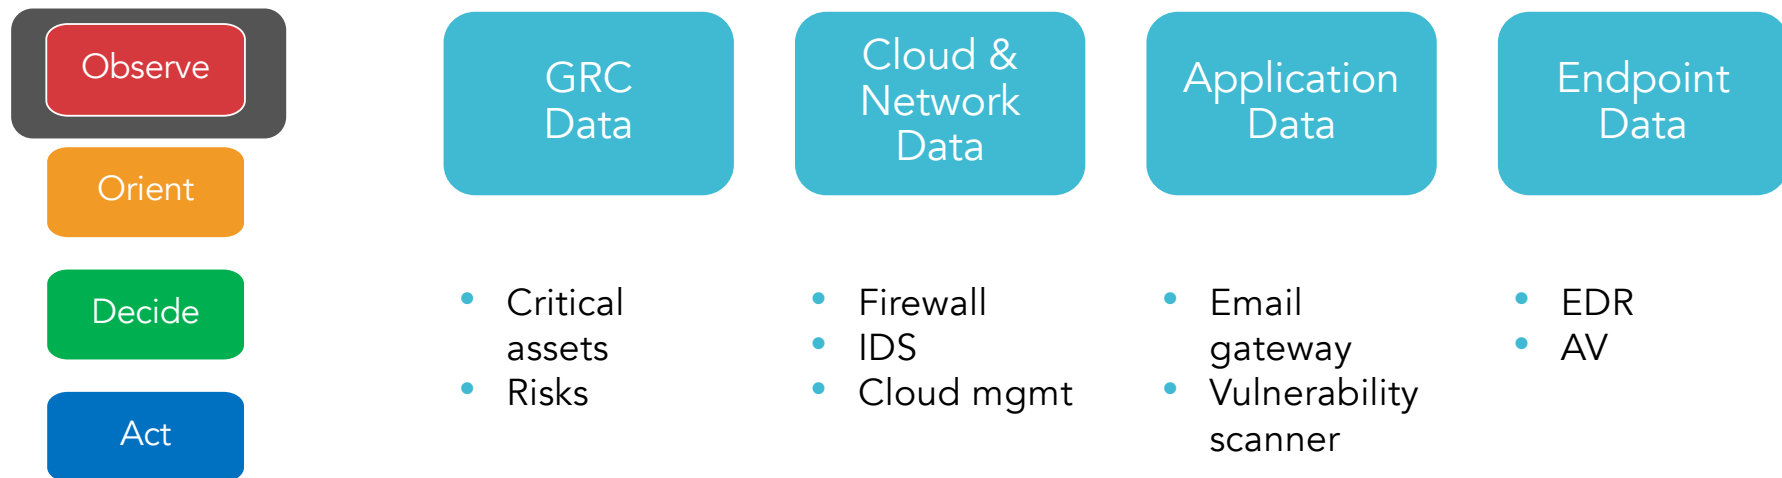 Observe
Orient
Decide
Act
GRC
Data
Cloud &
Network
Data
Application
Data
Endpoint
Data
• Critical
assets
• Risks
• Firewall
• IDS
• Cloud mgmt
• Email
gateway
• Vulnerability
scanner
• EDR
• AV